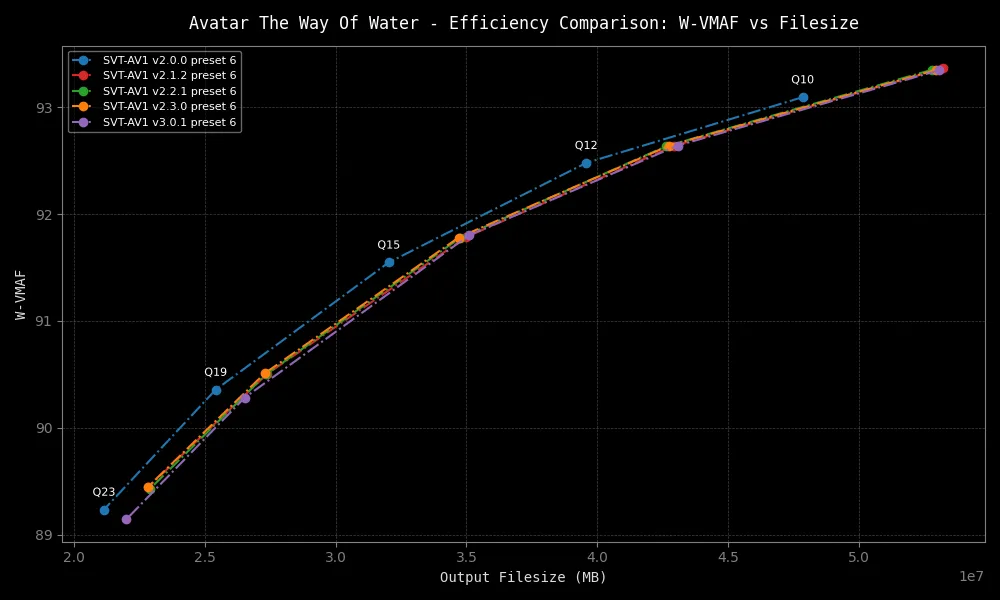 Avatar The Way Of Water - Efficiency Comparison: W-VMAF vs Filesize
SVT-AV1 v2.0.0 preset 6
SVT-AV1 v2.1.2 preset 6
SVT-AV1 v2.2.1 preset 6
SVT-AV1 v2.3.0 preset 6
SVT-AV1 v3.0.1 preset 6
Q10
Q12
Q15
Q19
Q23
W-VMAF
93
92
91
90
89
2.0 2.5 3.0 3.5 4.0 4.5 5.0
1e7
Output Filesize (MB)